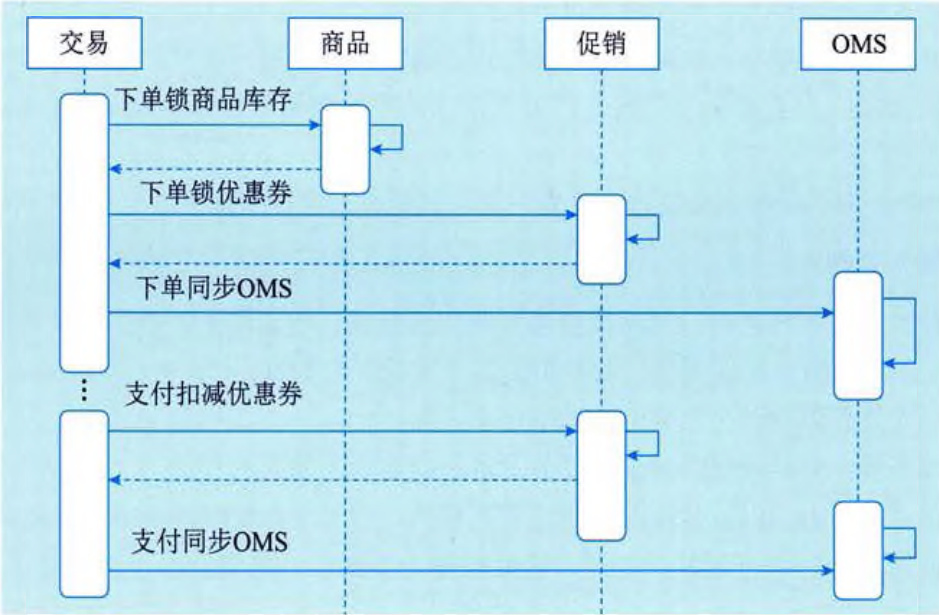 交易
商品
促销
OMS
下单锁商品库存
下单锁优惠券
下单同步OMS
支付扣减优惠券
支付同步OMS